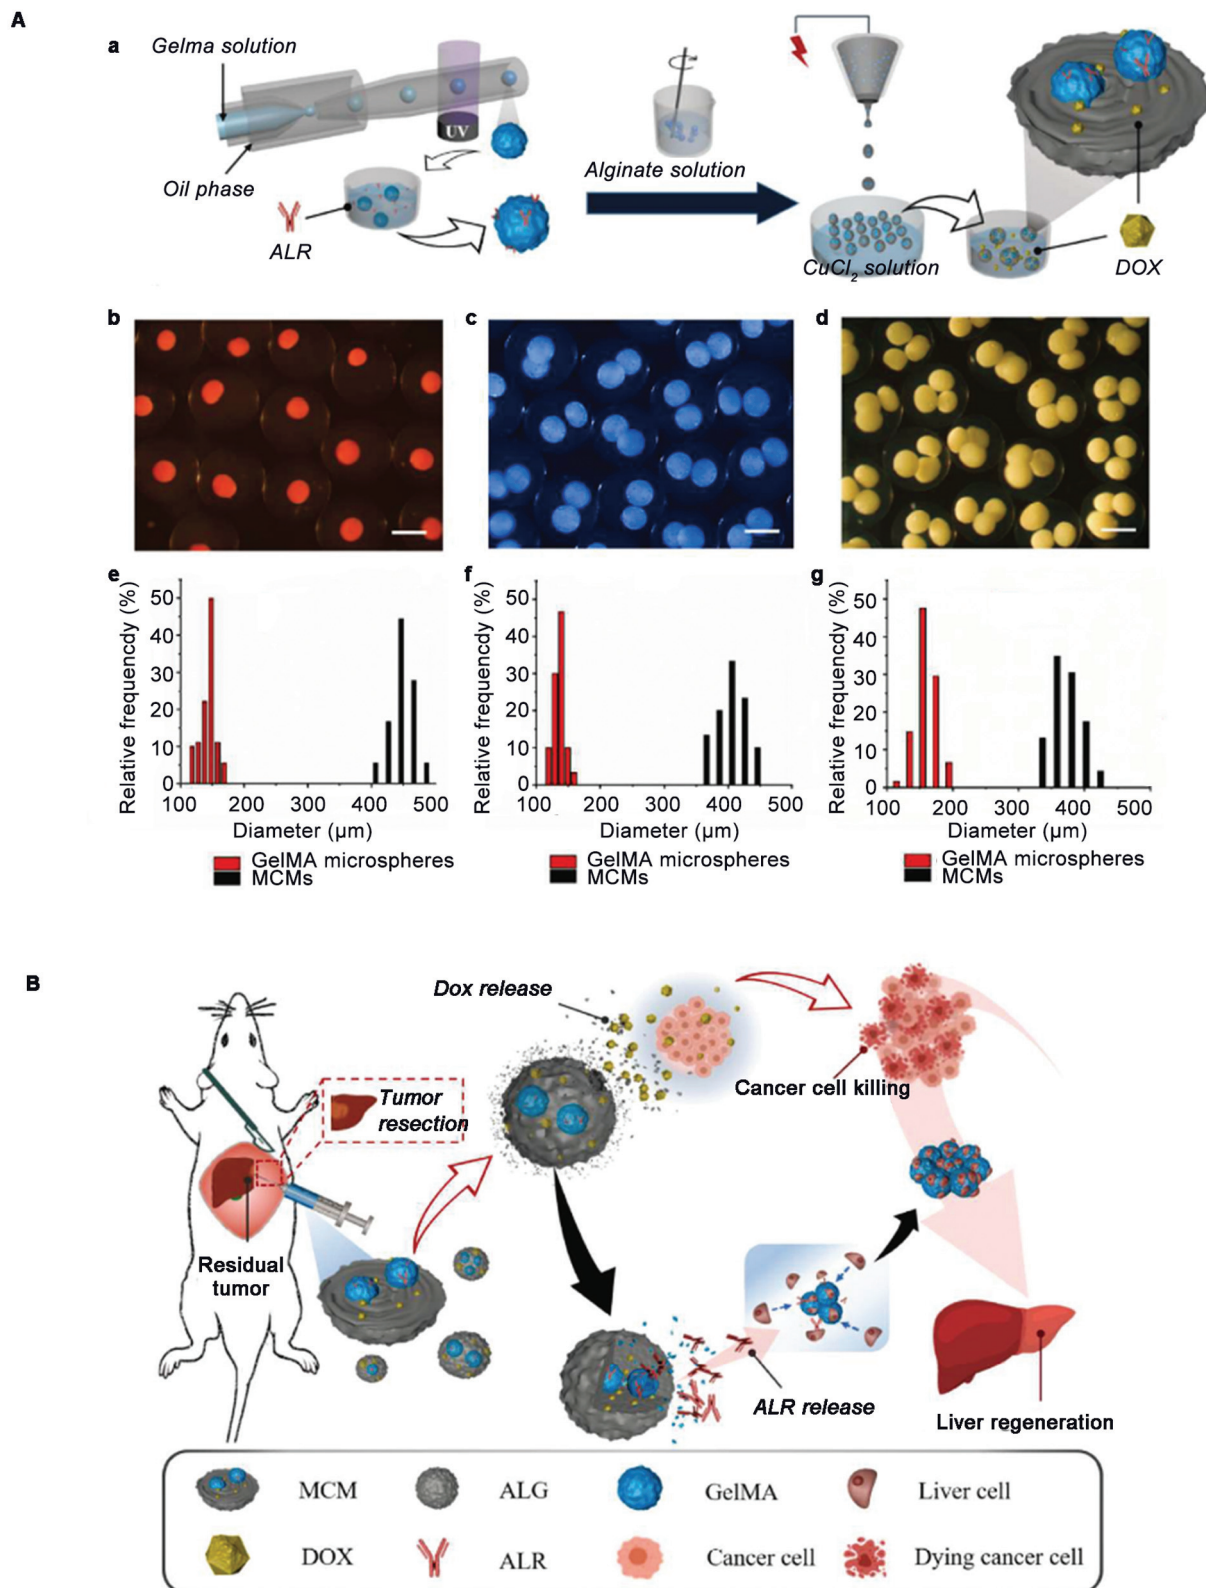 A
a
Gelma solution
Oil phase
UV
ALR
Alginate solution
CuCl₂ solution
DOX
b
c
d
e
Relative frequencdy (%)
50
40
30
20
10
0
100 200 300 400 500
Diameter (µm)
GelMA microspheres
MCMs
f
Relative frequencdy (%)
50
40
30
20
10
0
100 200 300 400 500
Diameter (µm)
GelMA microspheres
MCMs
g
Relative frequencdy (%)
50
40
30
20
10
0
100 200 300 400 500
Diameter (µm)
GelMA microspheres
MCMs
B
Dox release
Cancer cell killing
Tumor
resection
Residual
tumor
ALR release
Liver regeneration
MCM
ALG
GelMA
Liver cell
DOX
ALR
Cancer cell
Dying cancer cell